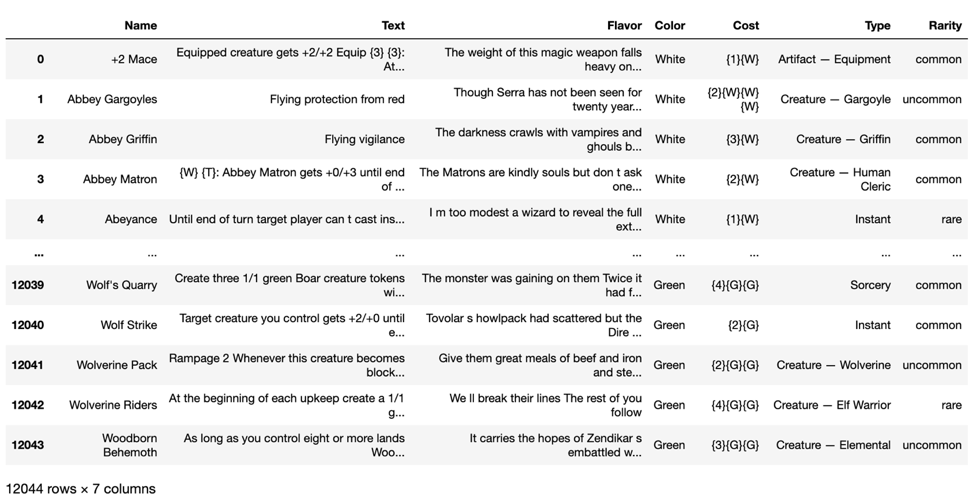 Name Text Flavor Color Cost Type Rarity
0 +2 Mace Equipped creature gets +2/+2 Equip {3} {3}: At... The weight of this magic weapon falls heavy on... White {1}{W} Artifact — Equipment common
1 Abbey Gargoyles Flying protection from red Though Serra has not been seen for twenty year... White {2}{W}{W}{W} Creature — Gargoyle uncommon
2 Abbey Griffin Flying vigilance The darkness crawls with vampires and ghouls b... White {3}{W} Creature — Griffin common
3 Abbey Matron {W} {T}: Abbey Matron gets +0/+3 until end of ... The Matrons are kindly souls but don t ask one... White {2}{W} Creature — Human Cleric common
4 Abeyance Until end of turn target player can t cast ins... I m too modest a wizard to reveal the full ext... White {1}{W} Instant rare
... ... ... ... ... ... ... ...
12039 Wolf's Quarry Create three 1/1 green Boar creature tokens wi... The monster was gaining on them Twice it had f... Green {4}{G}{G} Sorcery common
12040 Wolf Strike Target creature you control gets +2/+0 until e... Tovolar s howlpack had scattered but the Dire ... Green {2}{G} Instant common
12041 Wolverine Pack Rampage 2 Whenever this creature becomes block... Give them great meals of beef and iron and ste... Green {2}{G}{G} Creature — Wolverine uncommon
12042 Wolverine Riders At the beginning of each upkeep create a 1/1 g... We ll break their lines The rest of you follow Green {4}{G}{G} Creature — Elf Warrior rare
12043 Woodborn Behemoth As long as you control eight or more lands Woo... It carries the hopes of Zendikar s embattled w... Green {3}{G}{G} Creature — Elemental uncommon
12044 rows × 7 columns